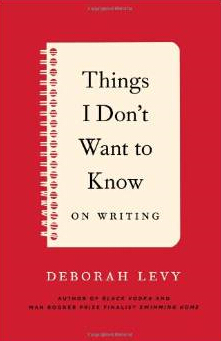 Things
I Don't
Want to
Know
ON WRITING
DEBORAH LEVY
AUTHOR OF BLACK VODKA AND
MAN BOOKER PRIZE FINALIST SWIMMING HOME